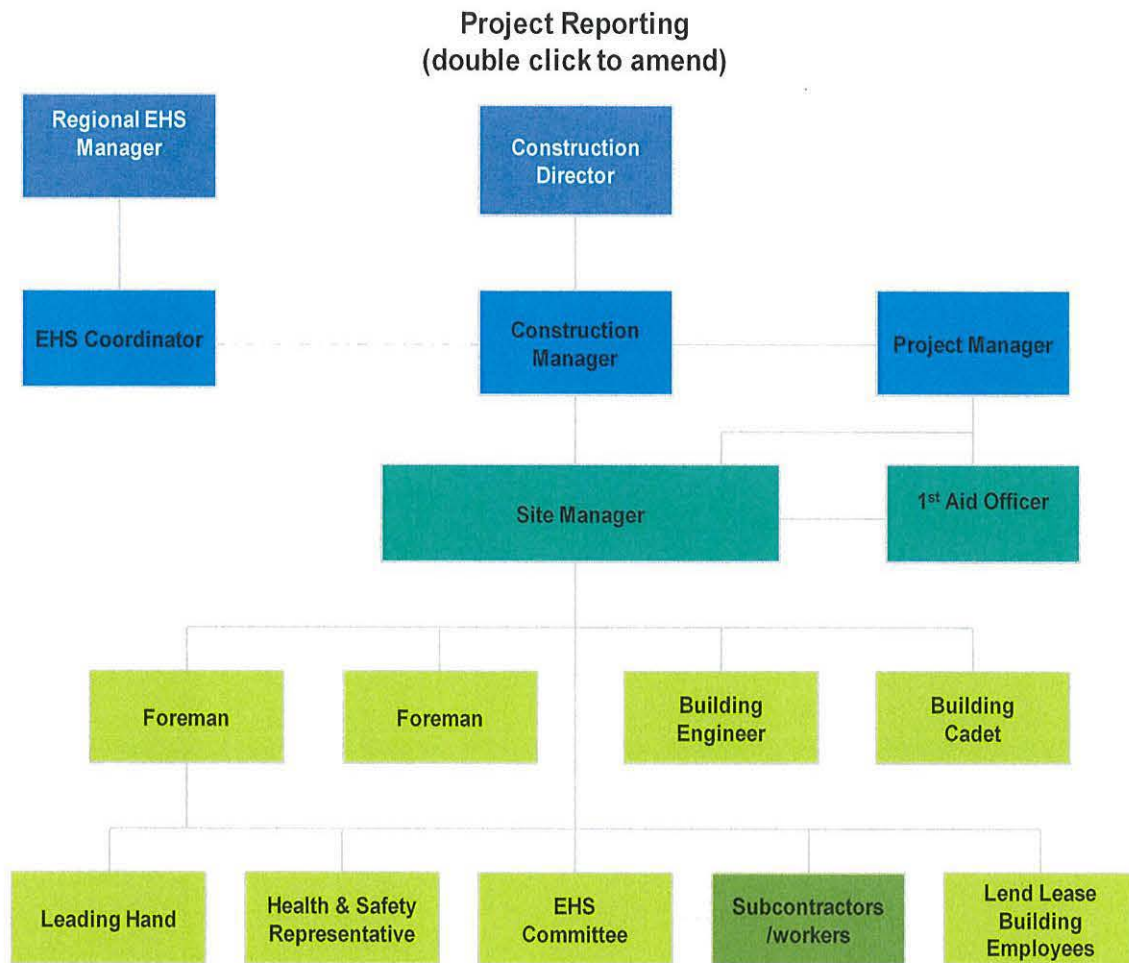 Project Reporting
(double click to amend)
Regional EHS
Manager
Construction
Director
EHS Coordinator
Construction
Manager
Project Manager
Site Manager
1st Aid Officer
Foreman
Foreman
Building
Engineer
Building
Cadet
Leading Hand
Health & Safety
Representative
EHS
Committee
Subcontractors
/workers
Lend Lease
Building
Employees